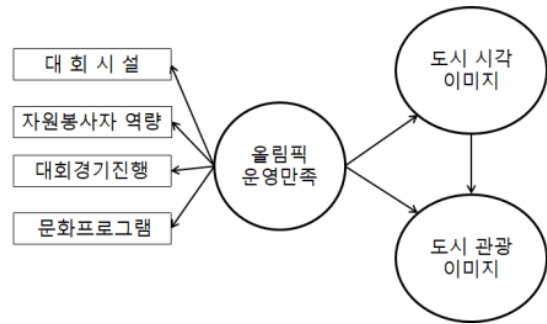 대 회 시 설
자원봉사자 역량
대회경기진행
문화프로그램
올림픽
운영만족
도시 시각
이미지
도시 관광
이미지